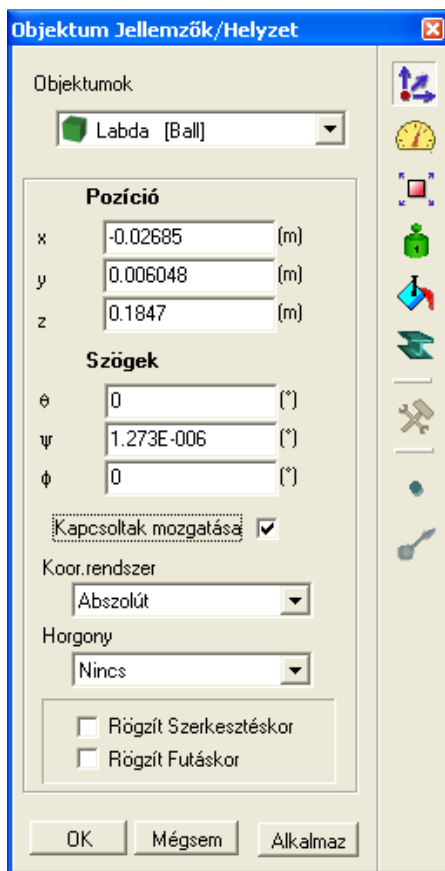 Objektum Jellemzők/Helyzet
Objektumok
Labda [Ball]
Pozíció
x -0.02685 (m)
y 0.006048 (m)
z 0.1847 (m)
Szögek
θ 0 (°)
ψ 1.273E-006 (°)
ϕ 0 (°)
Kapcsoltak mozgatása
Koor.rendszer
Abszolút
Horgony
Nincs
Rögzít Szerkesztéskor
Rögzít Futáskor
OK Mégsem Alkalmaz
1